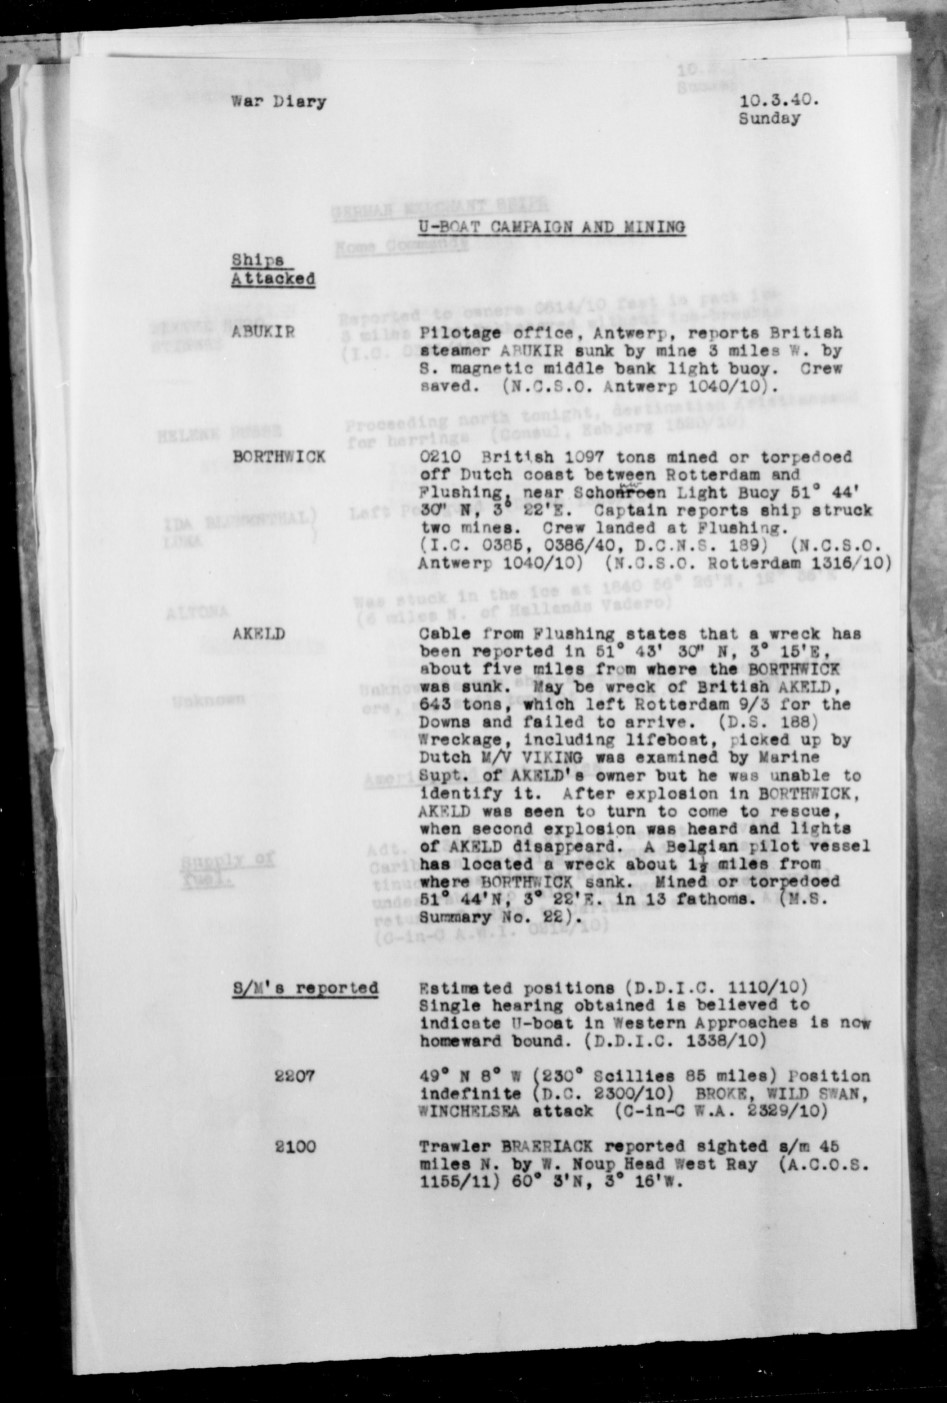 War Diary
10.3.40.
Sunday
U-BOAT CAMPAIGN AND MINING
Ships
Attacked
ABUKIR
Pilotage office, Antwerp, reports British
steamer ABUKIR sunk by mine 3 miles W. by
S. magnetic middle bank light buoy. Crew
saved. (N.C.S.O. Antwerp 1040/10).
BORTHWICK
0210 British 1097 tons mined or torpedoed
off Dutch coast between Rotterdam and
Flushing, near Light Buoy 51° 44'
30" N, 3° 22'E. Captain reports ship struck
two mines. Crew landed at Flushing.
(I.C. 0385, 0386/40, D.C.N.S. 189) (N.C.S.O.
Antwerp 1040/10) (N.C.S.O. Rotterdam 1316/10)
AKELD
Cable from Flushing states that a wreck has
been reported in 51° 43' 30" N, 3° 15'E,
about five miles from where the BORTHWICK
was sunk. May be wreck of British AKELD,
643 tons, which left Rotterdam 9/3 for the
Downs and failed to arrive. (D.S. 188)
Wreckage, including lifeboat, picked up by
Dutch M/V VIKING was examined by Marine
Supt. of AKELD's owner but he was unable to
identify it. After explosion in BORTHWICK,
AKELD was seen to turn to come to rescue,
when second explosion was heard and lights
of AKELD disappeard. A Belgian pilot vessel
has located a wreck about 1½ miles from
where BORTHWICK sank. Mined or torpedoed
51° 44'N, 3° 22'E. in 13 fathoms. (M.S.
Summary No. 22).
S/M's reported
Estimated positions (D.D.I.C. 1110/10)
Single hearing obtained is believed to
indicate U-boat in Western Approaches is now
homeward bound. (D.D.I.C. 1338/10)
2207
49° N 8° W (230° Scillies 85 miles) Position
indefinite (D.C. 2300/10) BROKE, WILD SWAN,
WINCHELSEA attack (C-in-C W.A. 2329/10)
2100
Trawler BRAERIACK reported sighted s/m 45
miles N. by W. Noup Head West Ray (A.C.O.S.
1155/11) 60° 3'N, 3° 16'W.